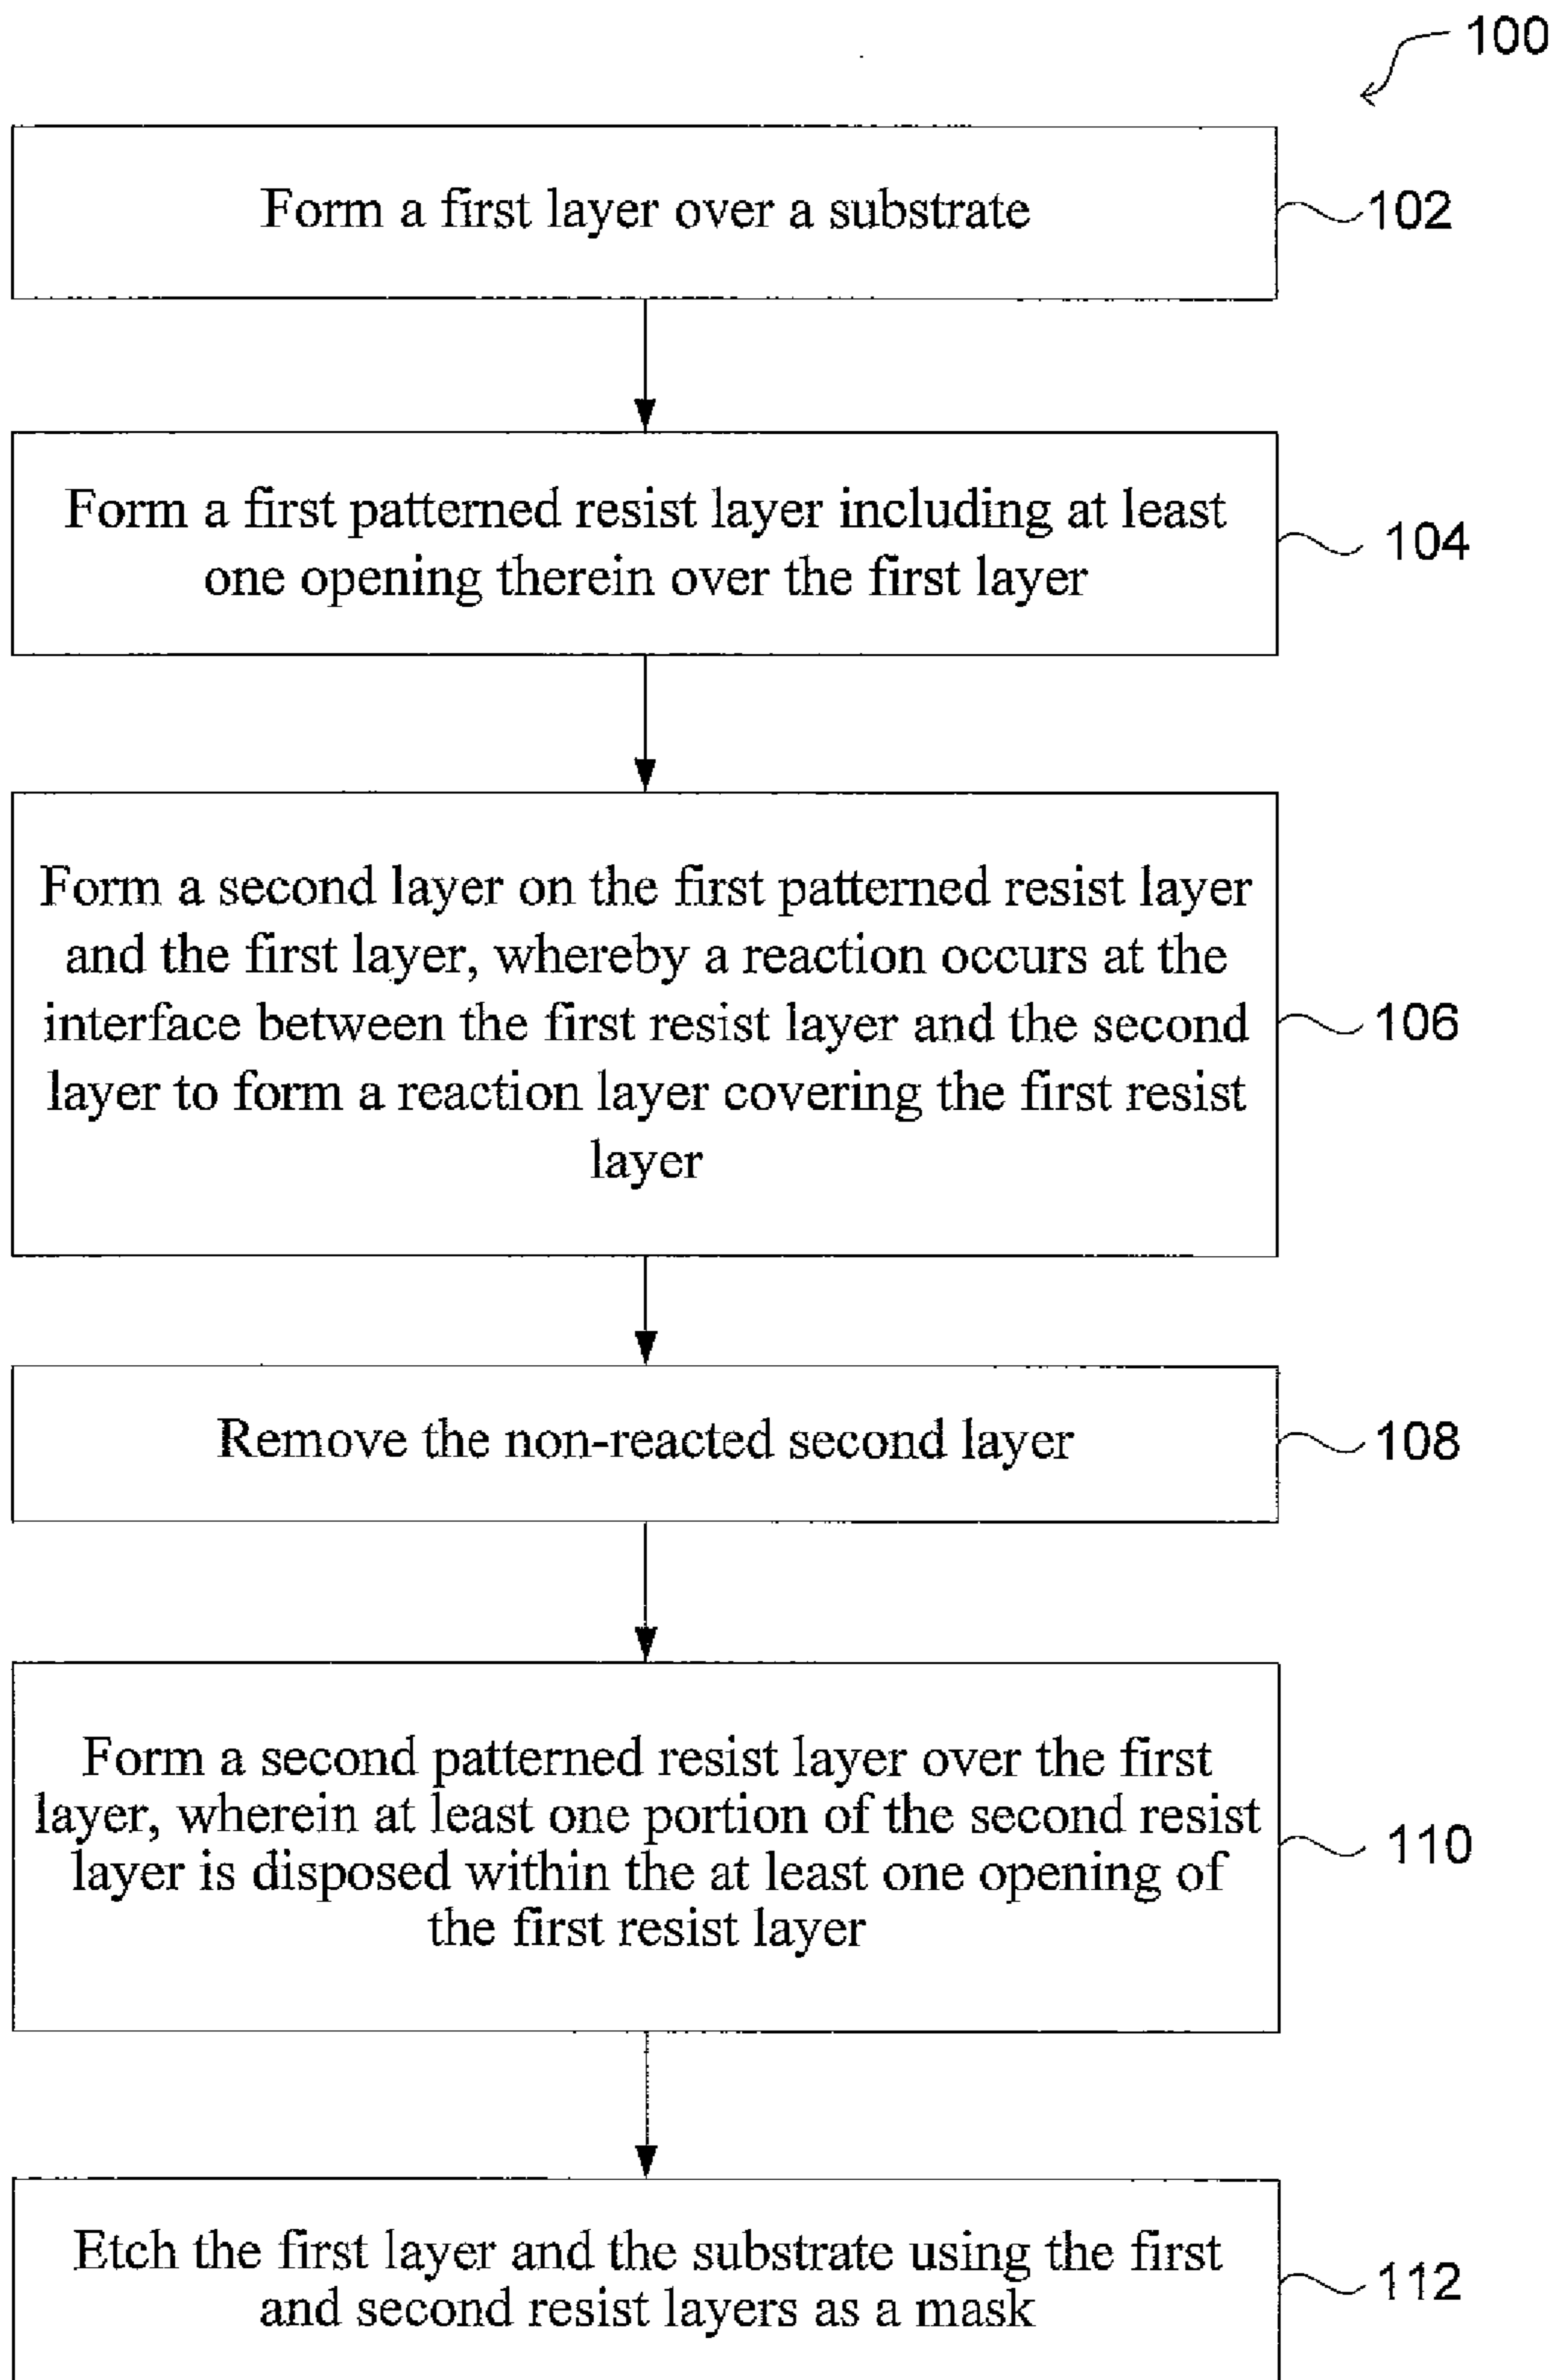 100
Form a first layer over a substrate
102
Form a first patterned resist layer including at least
one opening therein over the first layer
104
Form a second layer on the first patterned resist layer
and the first layer, whereby a reaction occurs at the
interface between the first resist layer and the second
layer to form a reaction layer covering the first resist
layer
106
Remove the non-reacted second layer
108
Form a second patterned resist layer over the first
layer, wherein at least one portion of the second resist
layer is disposed within the at least one opening of
the first resist layer
110
Etch the first layer and the substrate using the first
and second resist layers as a mask
112